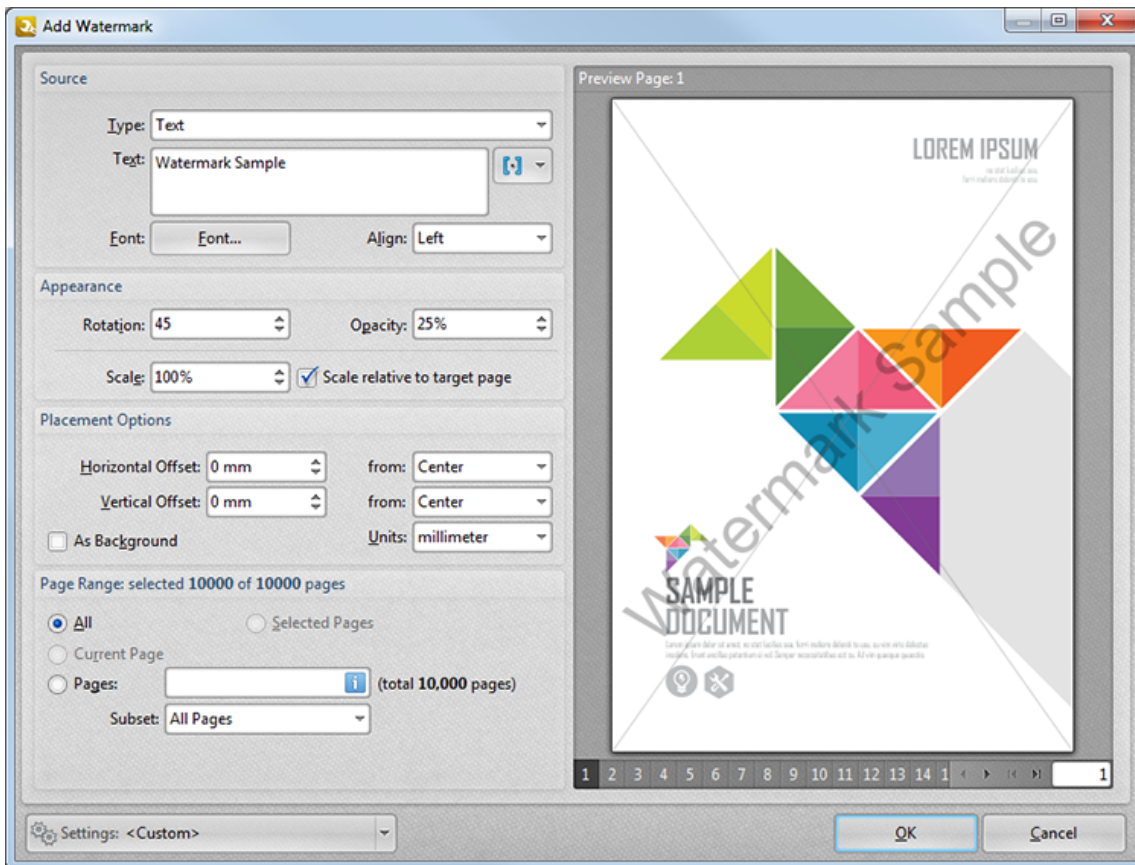 Add Watermark
Source
Type: Text
Text: Watermark Sample
Font: Font... Align: Left
Appearance
Rotation: 45 Opacity: 25%
Scale: 100% Scale relative to target page
Placement Options
Horizontal Offset: 0 mm from: Center
Vertical Offset: 0 mm from: Center
As Background Units: millimeter
Page Range: selected 10000 of 10000 pages
All Selected Pages
Current Page
Pages: (total 10,000 pages)
Subset: All Pages
Settings: <Custom>
Preview Page: 1
LOREM IPSUM
Watermark Sample
SAMPLE
DOCUMENT
1 2 3 4 5 6 7 8 9 10 11 12 13 14 1 1
OK Cancel